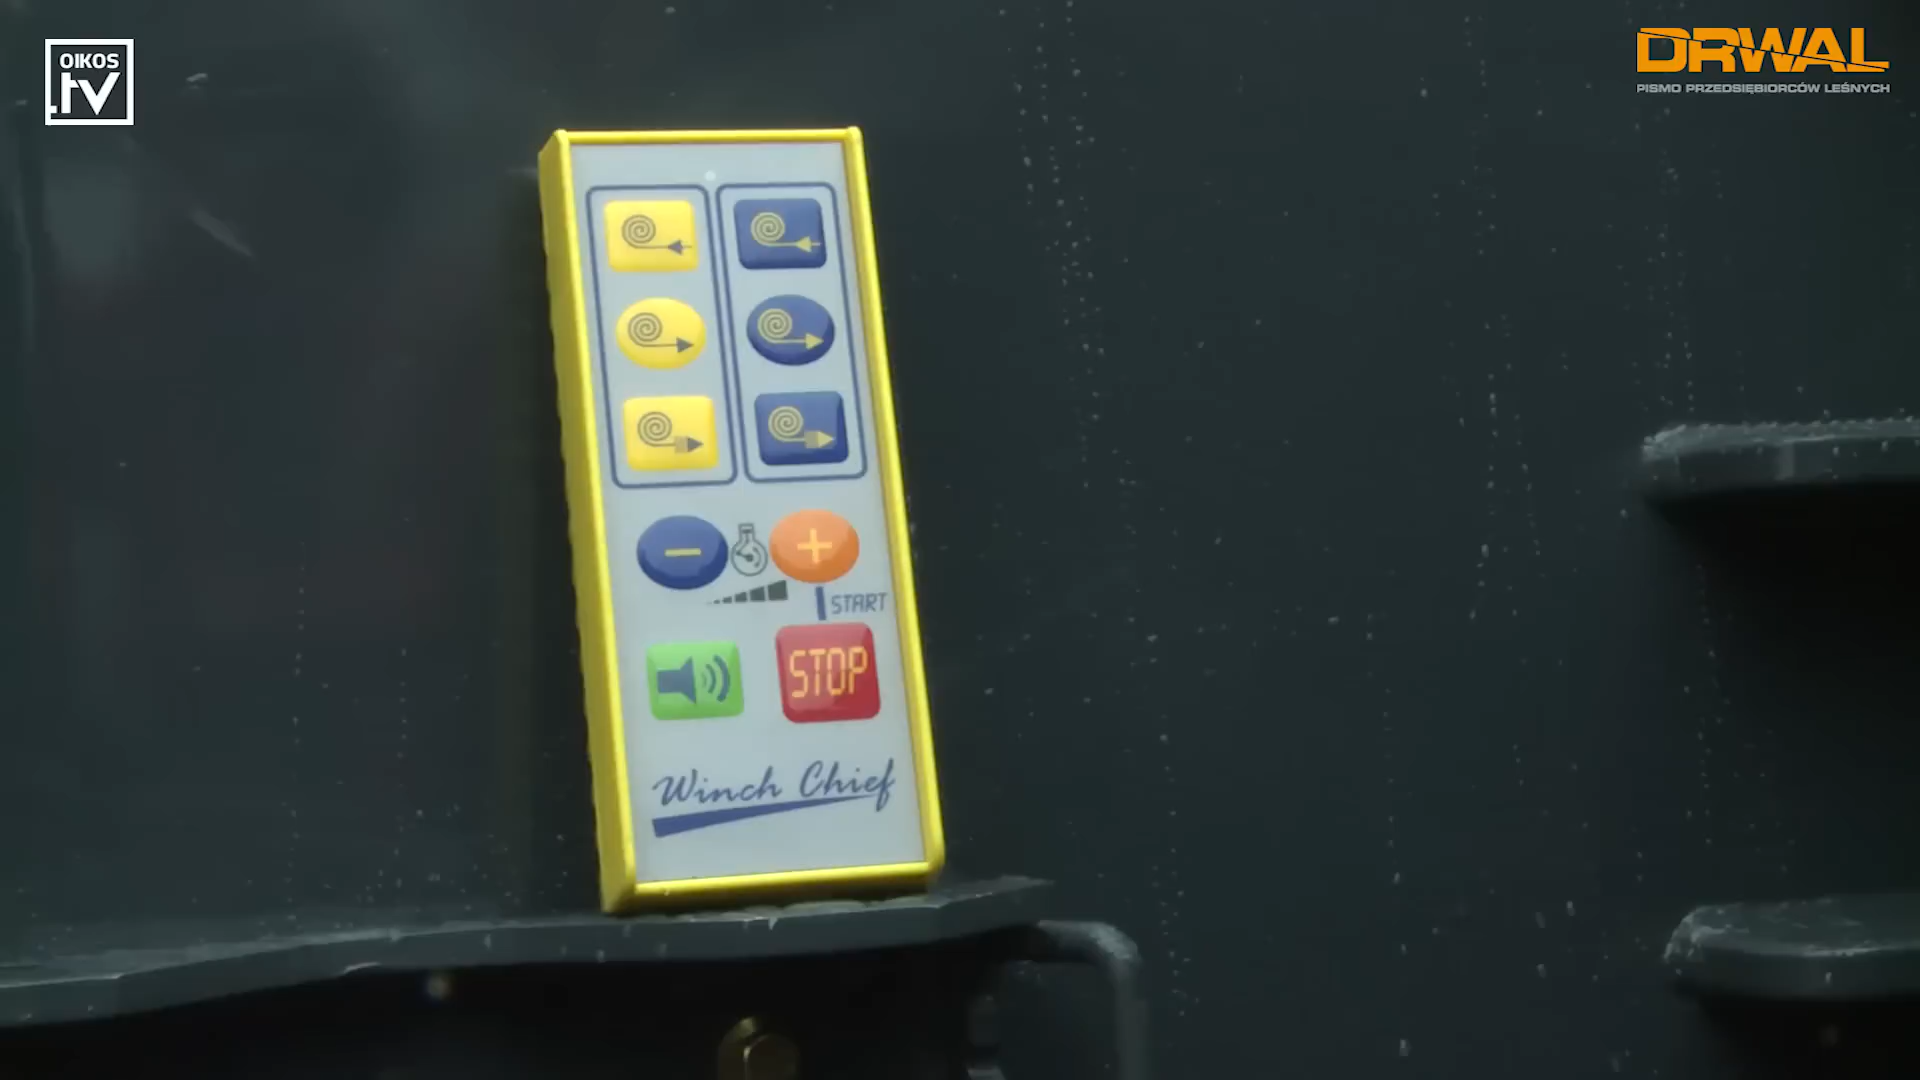 OIKOS
.tv
DRWAL
PISMO PRZEDSIĘBIORCÓW LEŚNYCH
START
STOP
Winch Chief